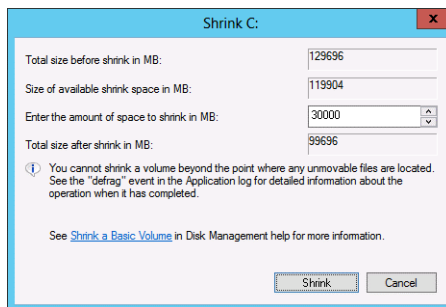 Shrink C:
x
Total size before shrink in MB: 129696
Size of available shrink space in MB: 119904
Enter the amount of space to shrink in MB: 30000
Total size after shrink in MB: 99696
You cannot shrink a volume beyond the point where any unmovable files are located.
See the "defrag" event in the Application log for detailed information about the
operation when it has completed.
See Shrink a Basic Volume in Disk Management help for more information.
Shrink Cancel